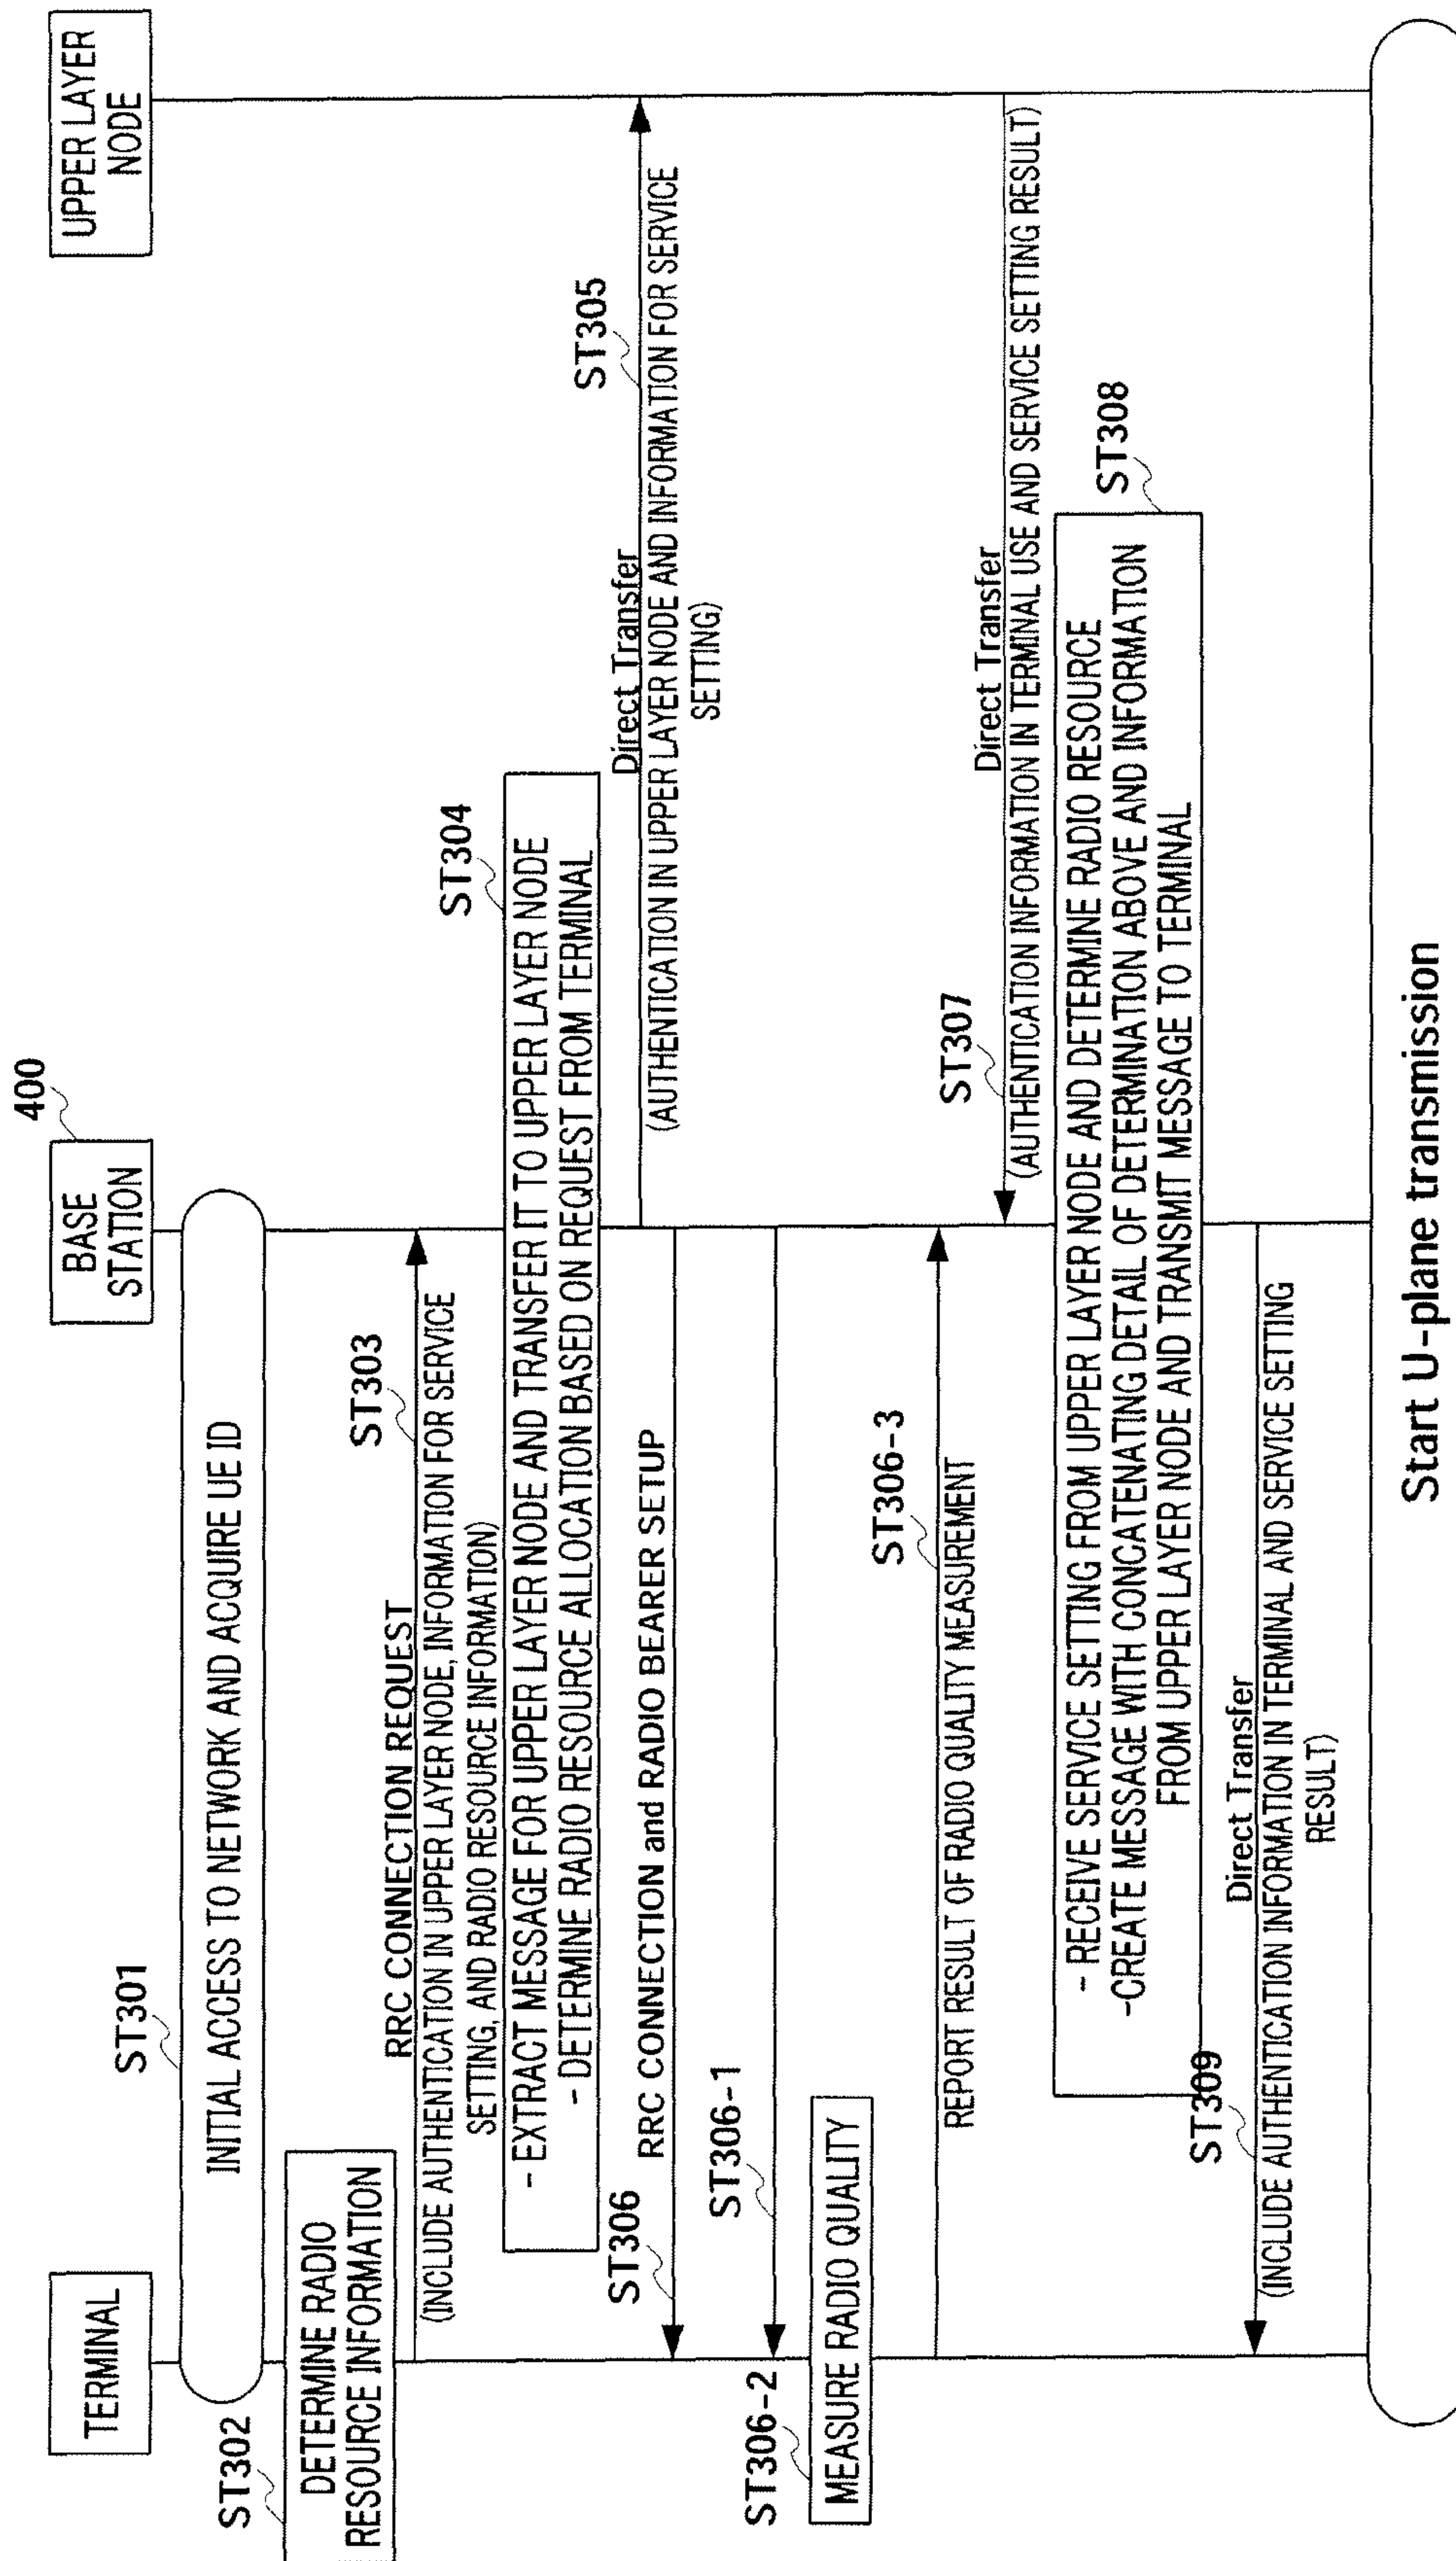 TERMINAL
400
BASE
STATION
UPPER LAYER
NODE
ST301
INITIAL ACCESS TO NETWORK AND ACQUIRE UE ID
ST302
DETERMINE RADIO
RESOURCE INFORMATION
ST303
RRC CONNECTION REQUEST
(INCLUDE AUTHENTICATION IN UPPER LAYER NODE, INFORMATION FOR SERVICE
SETTING, AND RADIO RESOURCE INFORMATION)
ST304
- EXTRACT MESSAGE FOR UPPER LAYER NODE AND TRANSFER IT TO UPPER LAYER NODE
- DETERMINE RADIO RESOURCE ALLOCATION BASED ON REQUEST FROM TERMINAL
ST305
Direct Transfer
(AUTHENTICATION IN UPPER LAYER NODE AND INFORMATION FOR SERVICE
SETTING)
ST306
RRC CONNECTION and RADIO BEARER SETUP
ST306-1
ST306-2
MEASURE RADIO QUALITY
ST306-3
REPORT RESULT OF RADIO QUALITY MEASUREMENT
ST307
Direct Transfer
(AUTHENTICATION INFORMATION IN TERMINAL USE AND SERVICE SETTING RESULT)
ST308
- RECEIVE SERVICE SETTING FROM UPPER LAYER NODE AND DETERMINE RADIO RESOURCE
-CREATE MESSAGE WITH CONCATENATING DETAIL OF DETERMINATION ABOVE AND INFORMATION
FROM UPPER LAYER NODE AND TRANSMIT MESSAGE TO TERMINAL
ST309
Direct Transfer
(INCLUDE AUTHENTICATION INFORMATION IN TERMINAL AND SERVICE SETTING
RESULT)
Start U-plane transmission